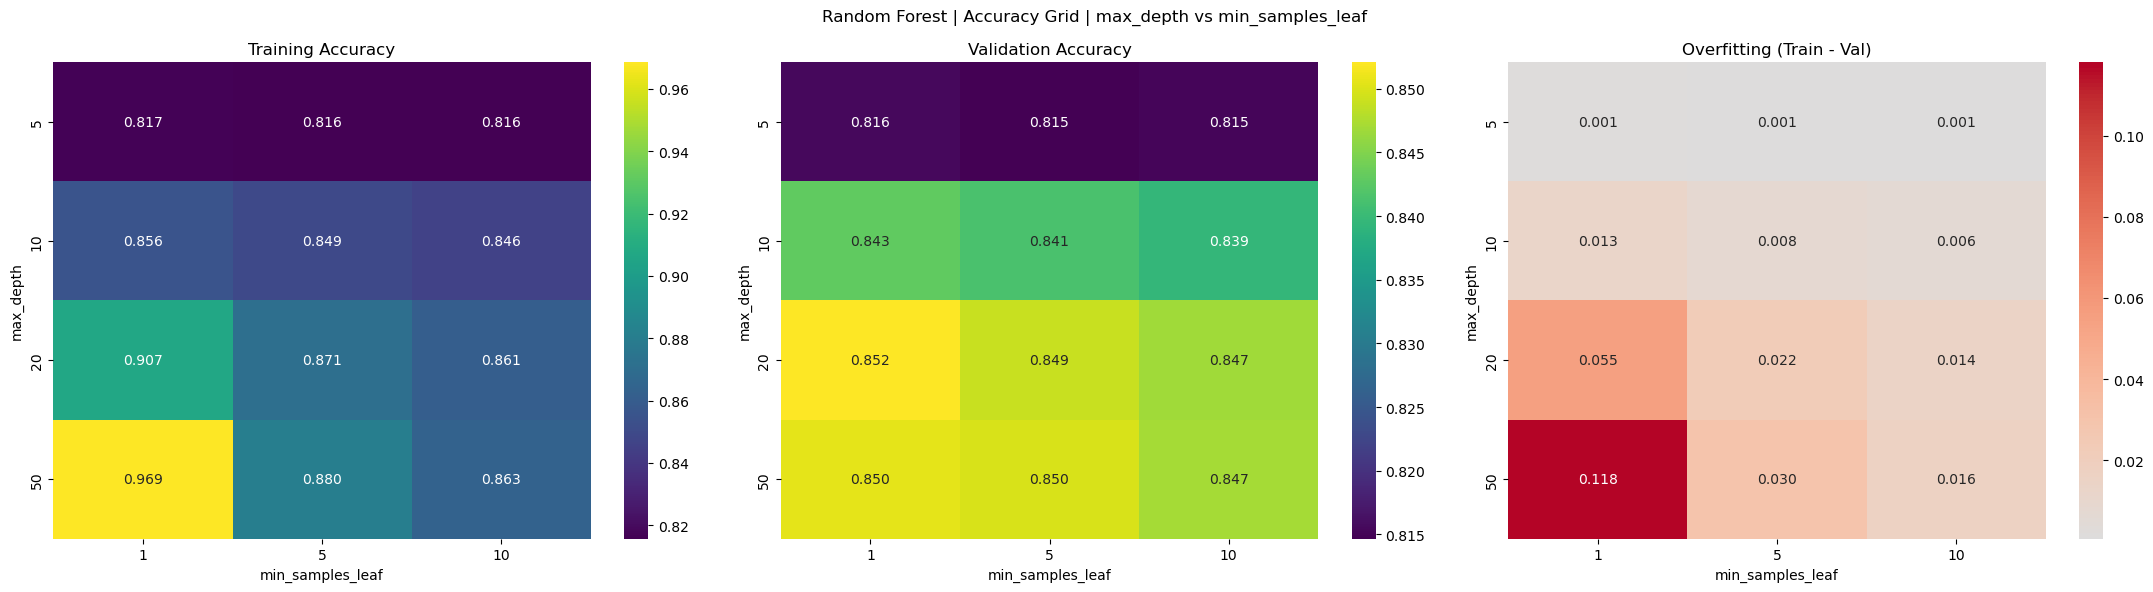 Random Forest | Accuracy Grid | max_depth vs min_samples_leaf
Training Accuracy
max_depth
5
10
20
50
0.817 0.816 0.816
0.856 0.849 0.846
0.907 0.871 0.861
0.969 0.880 0.863
1 5 10
min_samples_leaf
0.96
0.94
0.92
0.90
0.88
0.86
0.84
0.82
Validation Accuracy
max_depth
5
10
20
50
0.816 0.815 0.815
0.843 0.841 0.839
0.852 0.849 0.847
0.850 0.850 0.847
1 5 10
min_samples_leaf
0.850
0.845
0.840
0.835
0.830
0.825
0.820
0.815
Overfitting (Train - Val)
max_depth
5
10
20
50
0.001 0.001 0.001
0.013 0.008 0.006
0.055 0.022 0.014
0.118 0.030 0.016
1 5 10
min_samples_leaf
0.10
0.08
0.06
0.04
0.02